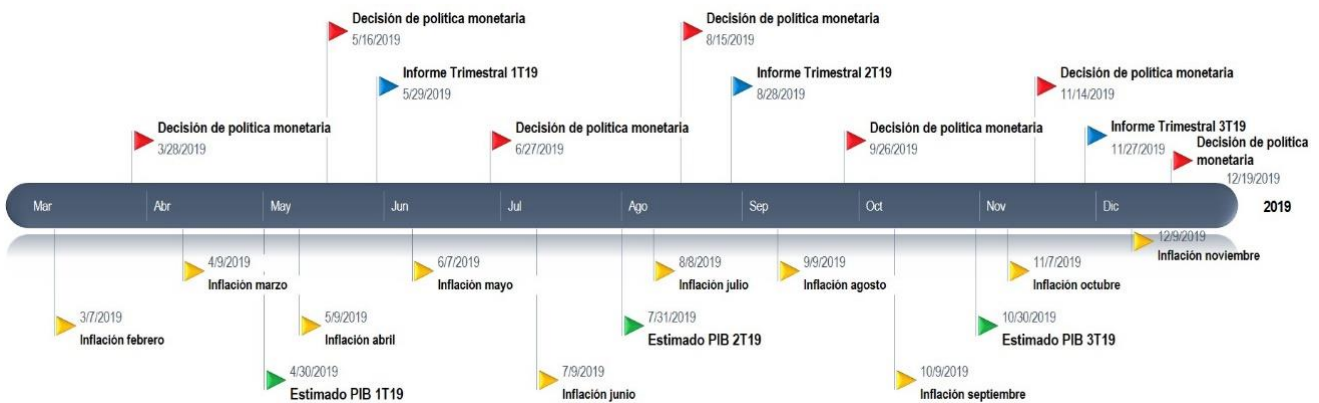 Decisión de política monetaria
5/16/2019
Decisión de política monetaria
8/15/2019
Informe Trimestral 1T19
5/29/2019
Informe Trimestral 2T19
8/28/2019
Decisión de política monetaria
11/14/2019
Decisión de política monetaria
3/28/2019
Decisión de política monetaria
6/27/2019
Decisión de política monetaria
9/26/2019
Informe Trimestral 3T19
11/27/2019
Decisión de política
monetaria
12/19/2019
Mar Abr May Jun Jul Ago Sep Oct Nov Dic 2019
12/9/2019
Inflación noviembre
4/9/2019
Inflación marzo
6/7/2019
Inflación mayo
8/8/2019
Inflación julio
9/9/2019
Inflación agosto
11/7/2019
Inflación octubre
3/7/2019
Inflación febrero
5/9/2019
Inflación abril
7/31/2019
Estimado PIB 2T19
10/30/2019
Estimado PIB 3T19
4/30/2019
Estimado PIB 1T19
7/9/2019
Inflación junio
10/9/2019
Inflación septiembre